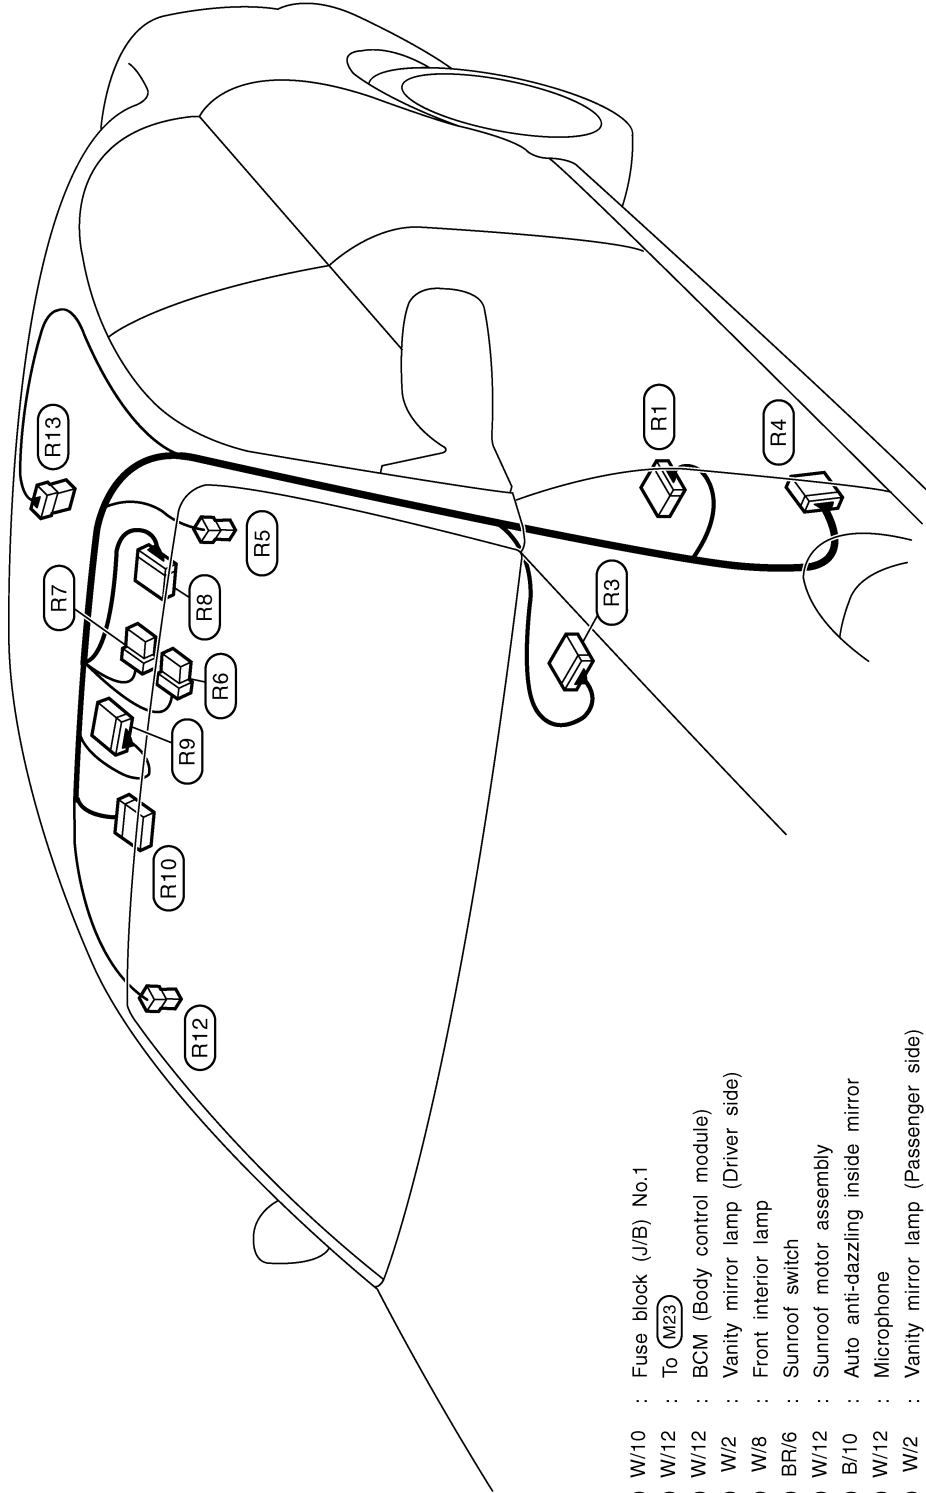 R13
R7
R5
R8
R6
R9
R10
R12
R1
R4
R3
W/10 : Fuse block (J/B) No.1
W/12 : To M23
W/12 : BCM (Body control module)
W/2 : Vanity mirror lamp (Driver side)
W/8 : Front interior lamp
BR/6 : Sunroof switch
W/12 : Sunroof motor assembly
B/10 : Auto anti-dazzling inside mirror
W/12 : Microphone
W/2 : Vanity mirror lamp (Passenger side)